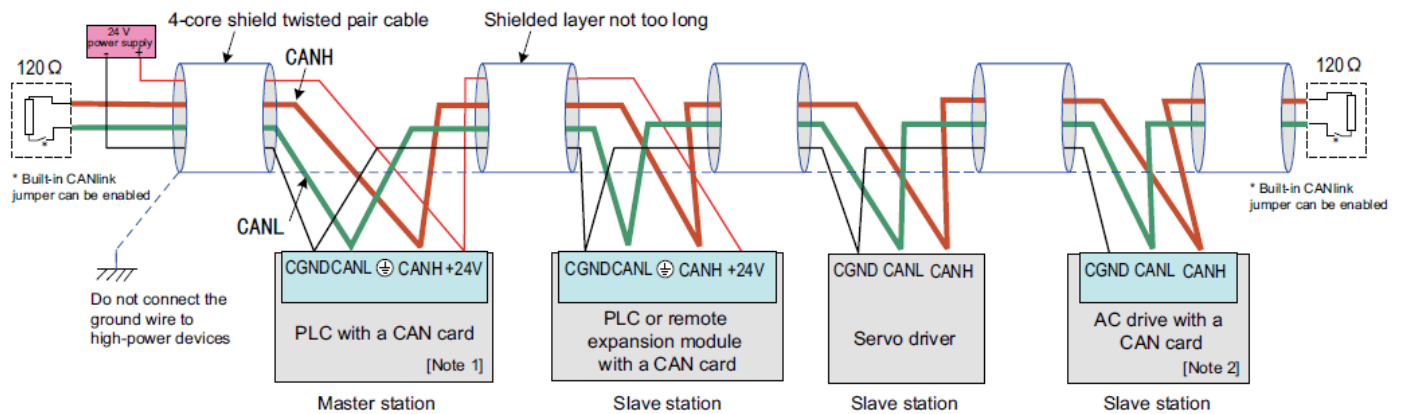 4-core shield twisted pair cable
Shielded layer not too long
24 V
power supply
- +
CANH
120 Ω
120 Ω
*
*
* Built-in CANlink
jumper can be enabled
* Built-in CANlink
jumper can be enabled
CANL
CGND CANL CANH +24V
CGND CANL CANH +24V
CGND CANL CANH
CGND CANL CANH
Do not connect the
ground wire to
high-power devices
PLC with a CAN card
[Note 1]
PLC or remote
expansion module
with a CAN card
Servo driver
AC drive with a
CAN card
[Note 2]
Master station
Slave station
Slave station
Slave station